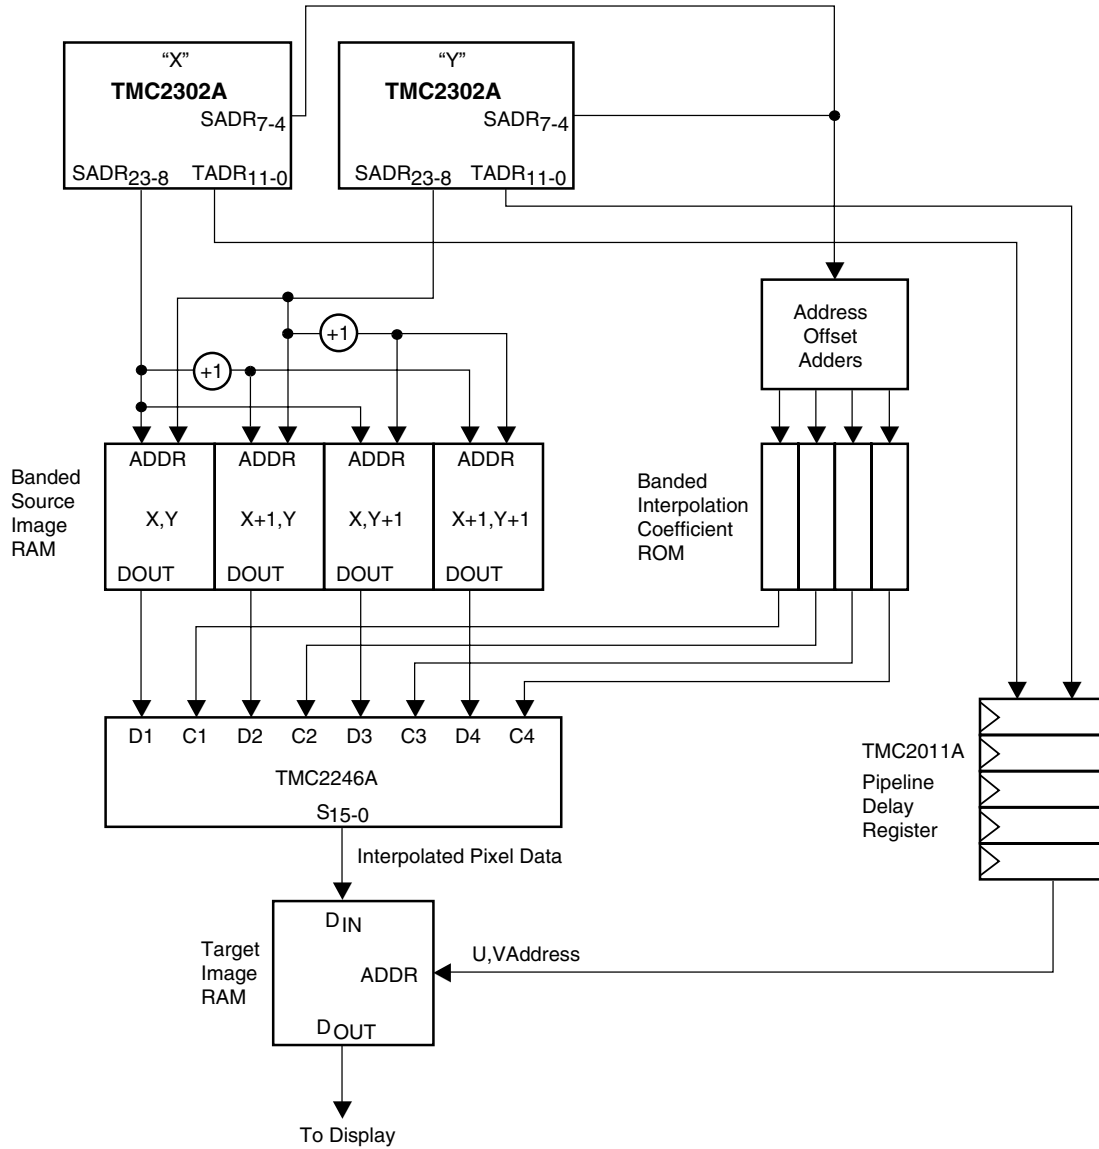 “X”
TMC2302A
SADR7-4
SADR23-8
TADR11-0
“Y”
TMC2302A
SADR7-4
SADR23-8
TADR11-0
+1
+1
Address
Offset
Adders
Banded
Source
Image
RAM
ADDR
X,Y
DOUT
ADDR
X+1,Y
DOUT
ADDR
X,Y+1
DOUT
ADDR
X+1,Y+1
DOUT
Banded
Interpolation
Coefficient
ROM
D1
C1
D2
C2
D3
C3
D4
C4
TMC2246A
S15-0
TMC2011A
Pipeline
Delay
Register
Interpolated Pixel Data
Target
Image
RAM
DIN
ADDR
DOUT
U,VAddress
To Display